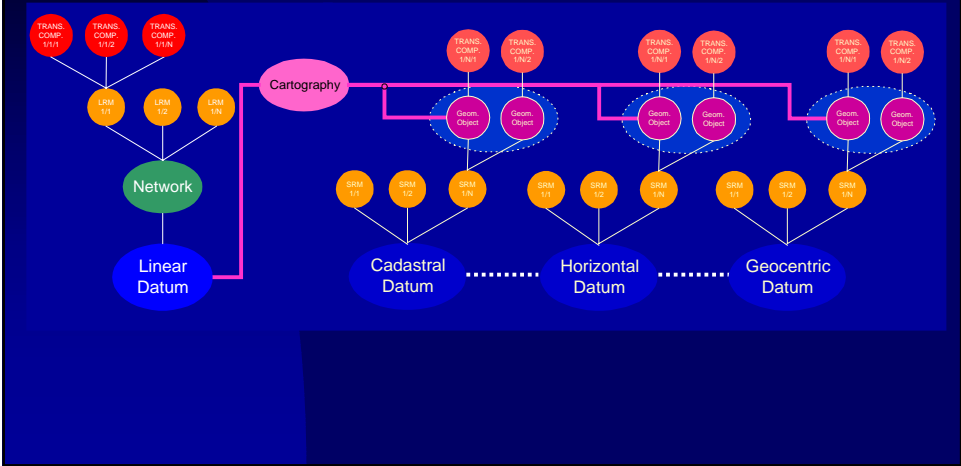 TRANS.
COMP.
1/1/1
TRANS.
COMP.
1/1/2
TRANS.
COMP.
1/1/N
TRANS.
COMP.
1/N/1
TRANS.
COMP.
1/N/2
TRANS.
COMP.
1/N/1
TRANS.
COMP.
1/N/2
TRANS.
COMP.
1/N/1
TRANS.
COMP.
1/N/2
Cartography
LRM
1/1
LRM
1/2
LRM
1/N
Geom.
Object
Geom.
Object
Geom.
Object
Geom.
Object
Geom.
Object
Geom.
Object
Network
SRM
1/1
SRM
1/2
SRM
1/N
SRM
1/1
SRM
1/2
SRM
1/N
SRM
1/1
SRM
1/2
SRM
1/N
Linear
Datum
Cadastral
Datum
Horizontal
Datum
Geocentric
Datum